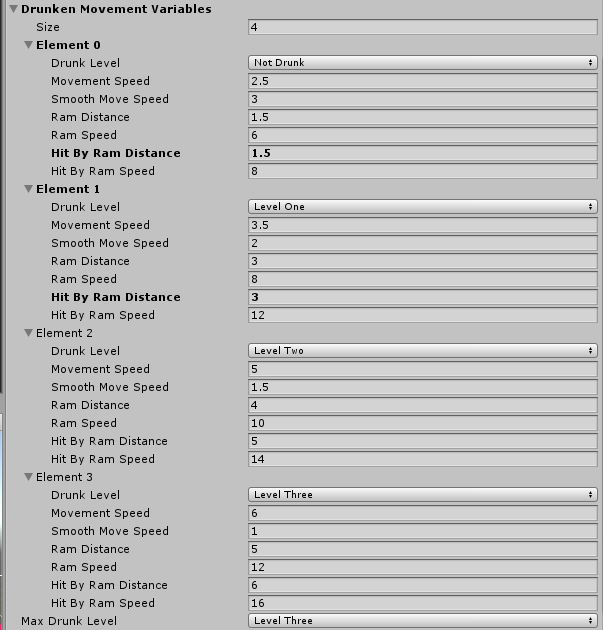 Drunken Movement Variables
Size 4
Element 0
Drunk Level Not Drunk
Movement Speed 2.5
Smooth Move Speed 3
Ram Distance 1.5
Ram Speed 6
Hit By Ram Distance 1.5
Hit By Ram Speed 8
Element 1
Drunk Level Level One
Movement Speed 3.5
Smooth Move Speed 2
Ram Distance 3
Ram Speed 8
Hit By Ram Distance 3
Hit By Ram Speed 12
Element 2
Drunk Level Level Two
Movement Speed 5
Smooth Move Speed 1.5
Ram Distance 4
Ram Speed 10
Hit By Ram Distance 5
Hit By Ram Speed 14
Element 3
Drunk Level Level Three
Movement Speed 6
Smooth Move Speed 1
Ram Distance 5
Ram Speed 12
Hit By Ram Distance 6
Hit By Ram Speed 16
Max Drunk Level Level Three